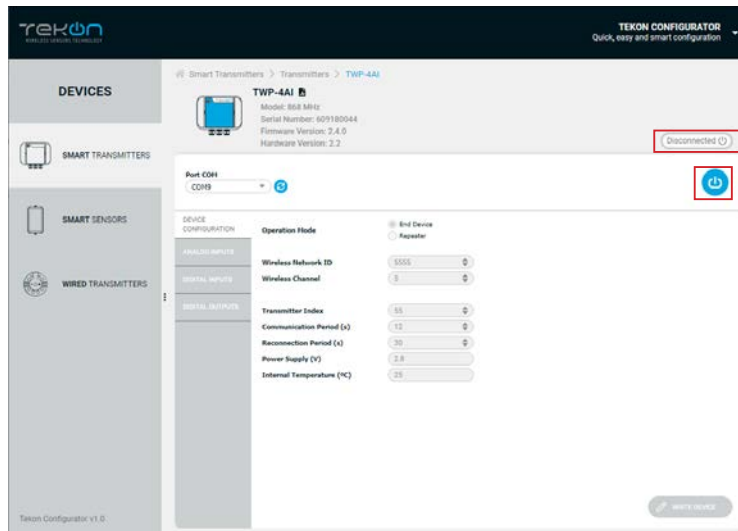 TEKON
WIRELESS SENSORS TECHNOLOGY
TEKON CONFIGURATOR
Quick, easy and smart configuration
DEVICES
SMART TRANSMITTERS
SMART SENSORS
WIRED TRANSMITTERS
Tekon Configurator v1.0
Smart Transmitters > Transmitters > TWP-4AI
TWP-4AI
Model: 868 MHz
Serial Number: 609180044
Firmware Version: 2.4.0
Hardware Version: 2.2
Disconnected
Port COM
COM9
DEVICE CONFIGURATION
ANALOG INPUTS
DIGITAL INPUTS
DIGITAL OUTPUTS
Operation Mode
End Device
Repeater
Wireless Network ID 5555
Wireless Channel 5
Transmitter Index 55
Communication Period (s) 12
Reconnection Period (s) 30
Power Supply (V) 2.8
Internal Temperature (ºC) 25
WRITE DEVICE